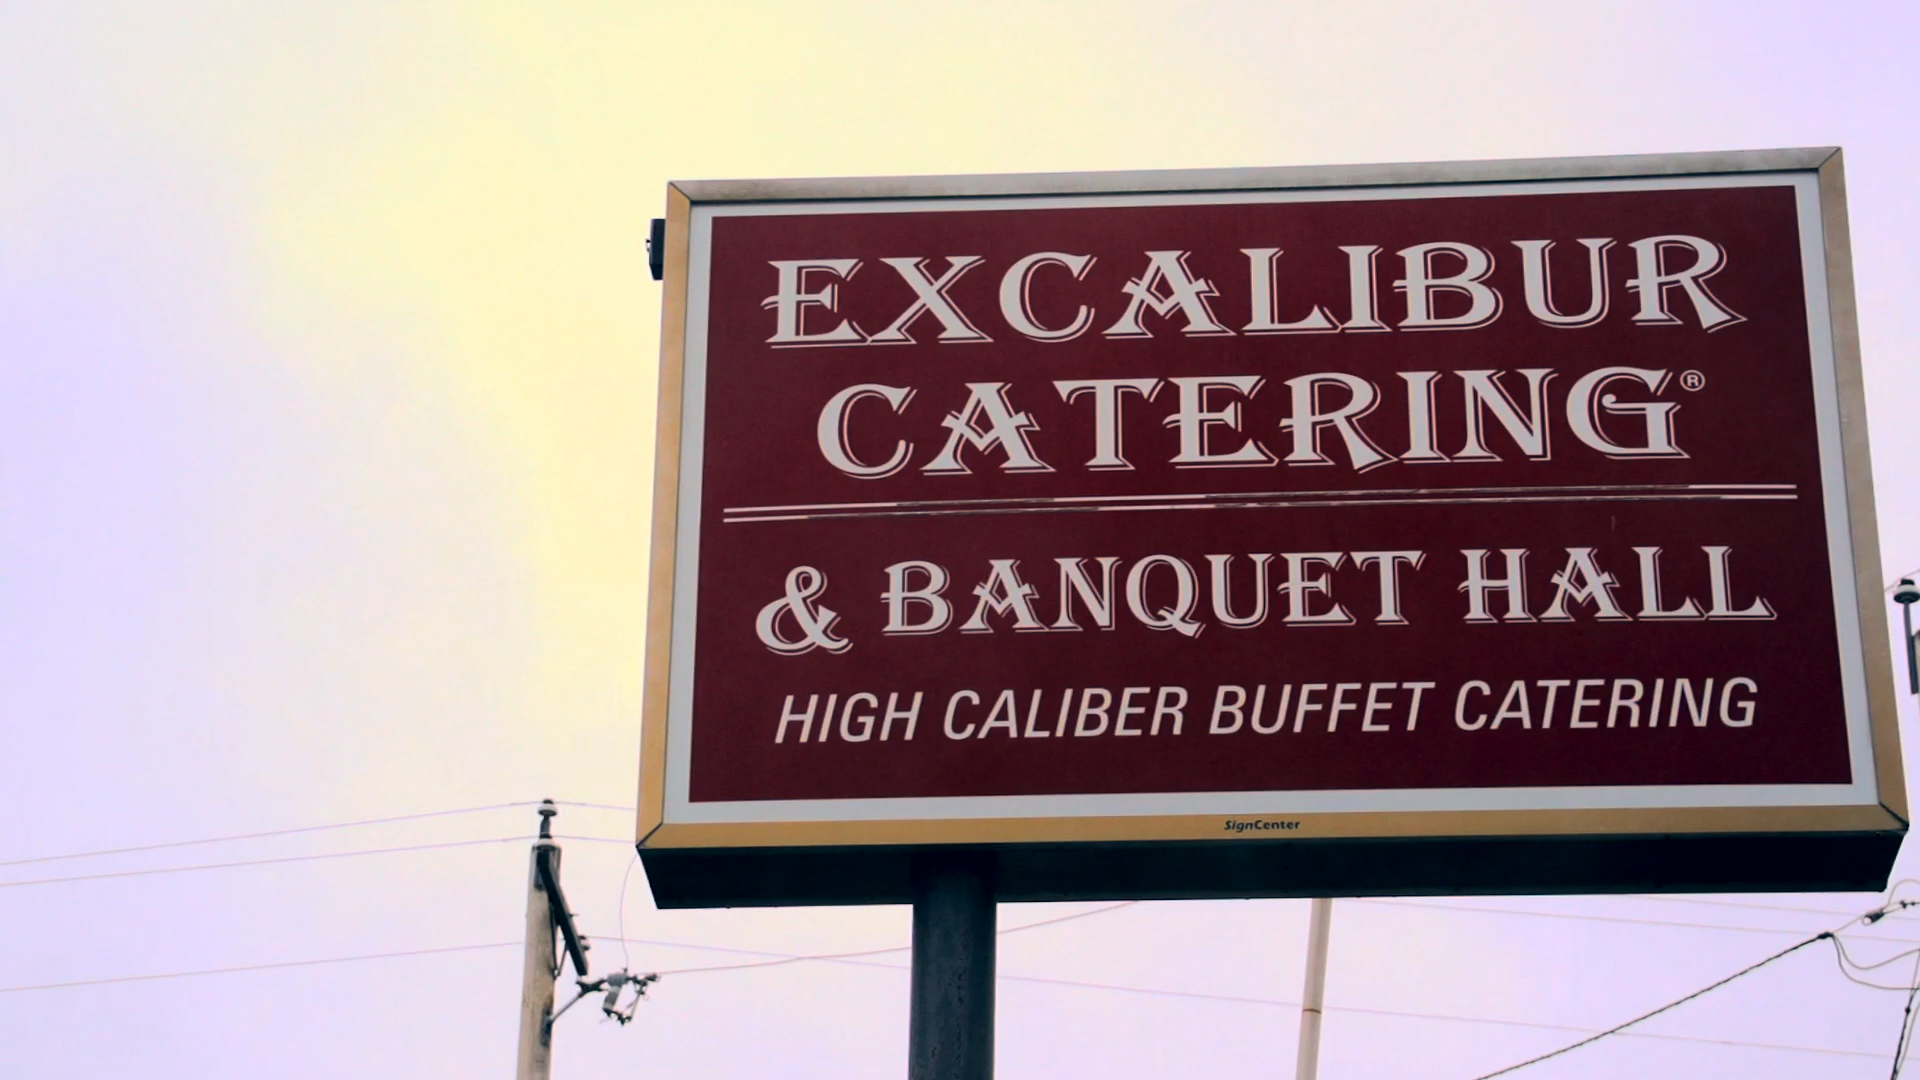 EXCALIBUR
CATERING®
& BANQUET HALL
HIGH CALIBER BUFFET CATERING
SignCenter